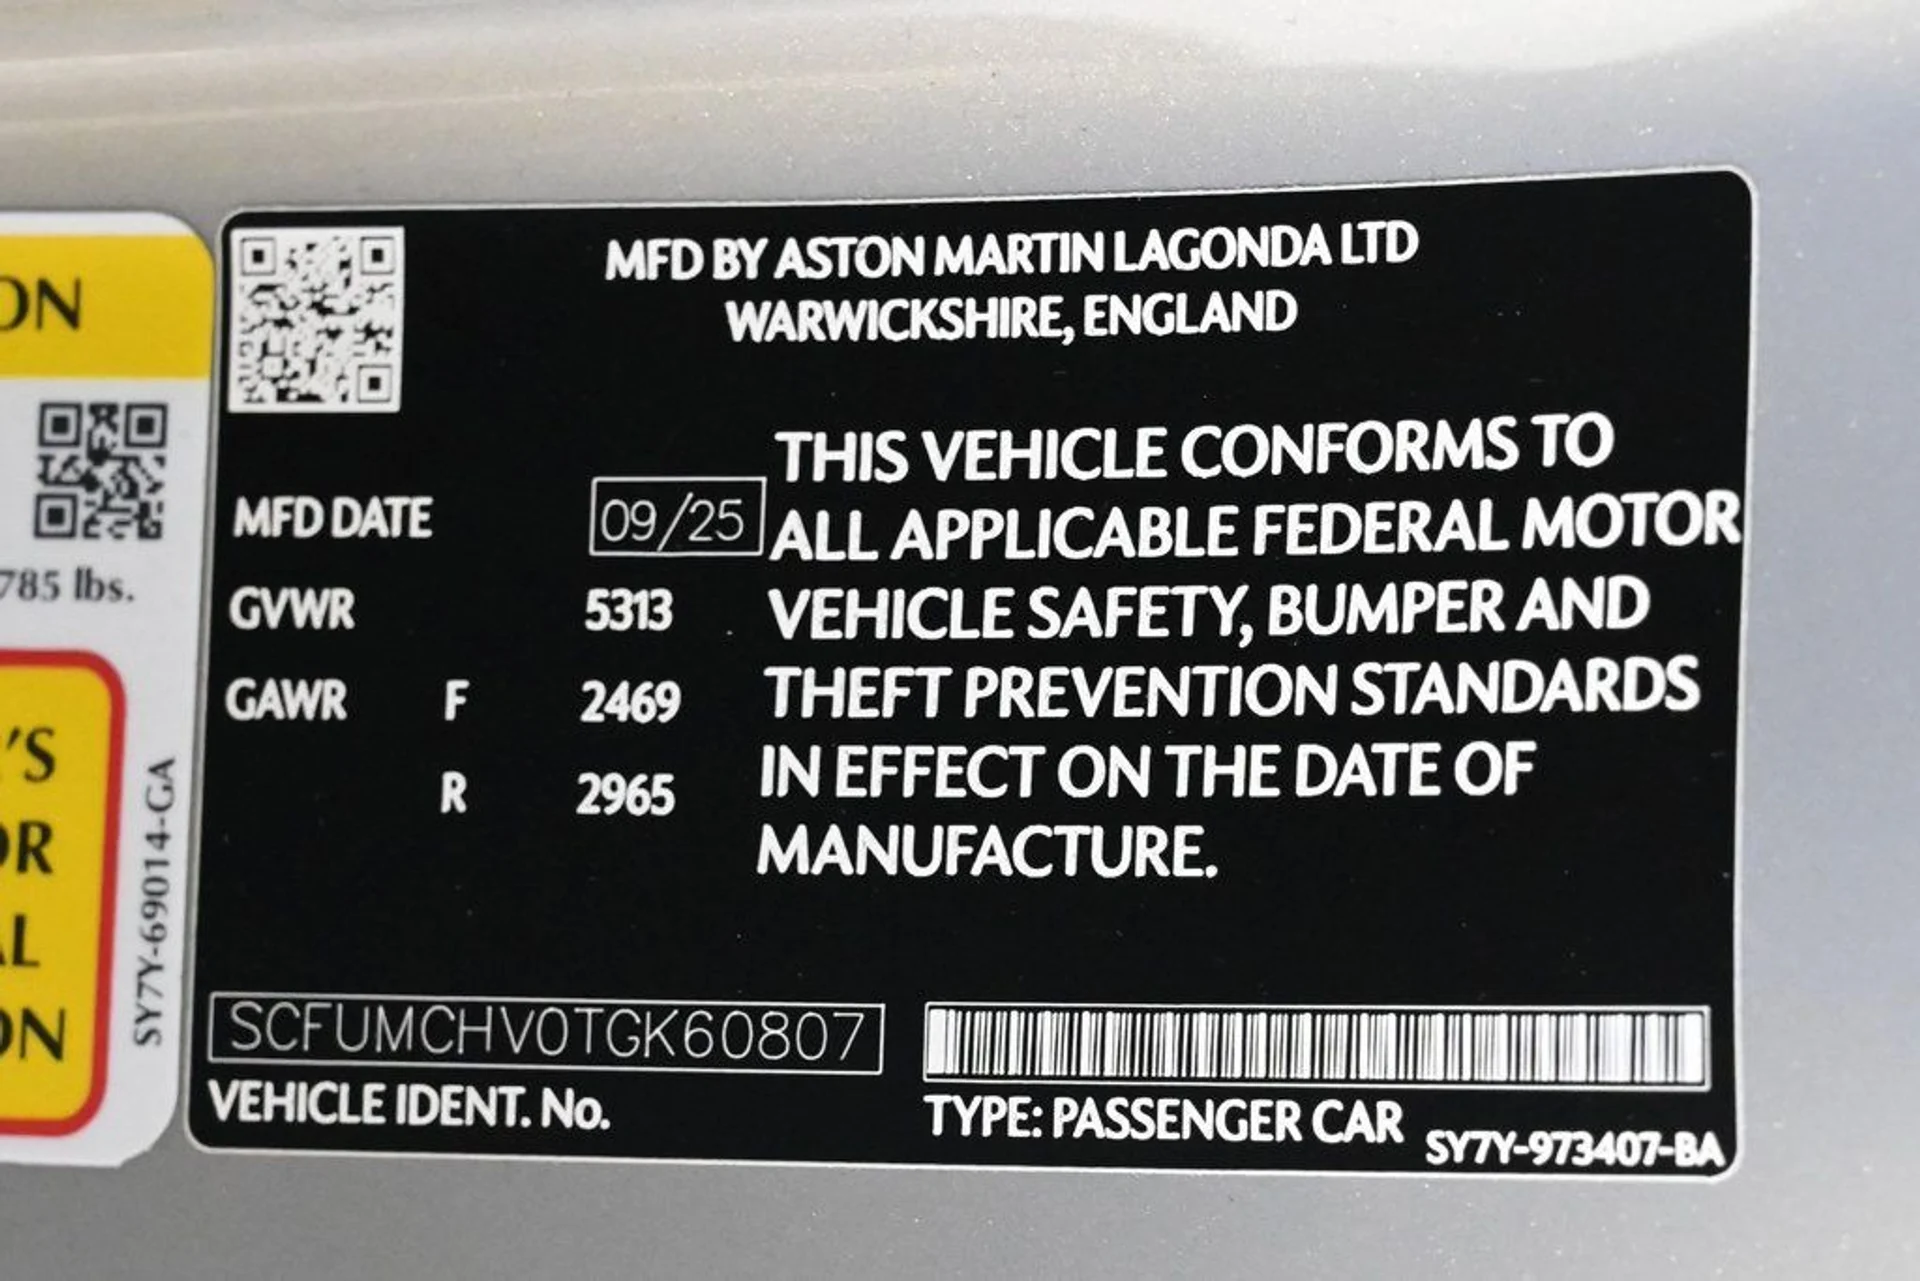 MFD BY ASTON MARTIN LAGONDA LTD
WARWICKSHIRE, ENGLAND
THIS VEHICLE CONFORMS TO
ALL APPLICABLE FEDERAL MOTOR
VEHICLE SAFETY, BUMPER AND
THEFT PREVENTION STANDARDS
IN EFFECT ON THE DATE OF
MANUFACTURE.
MFD DATE 09/25
GVWR 5313
GAWR F 2469
R 2965
SCFUMCHV0TGK60807
VEHICLE IDENT. No.
TYPE: PASSENGER CAR
SY7Y-973407-BA
ON
785 lbs.
'S
OR
AL
ON
SY7Y-69014-GA